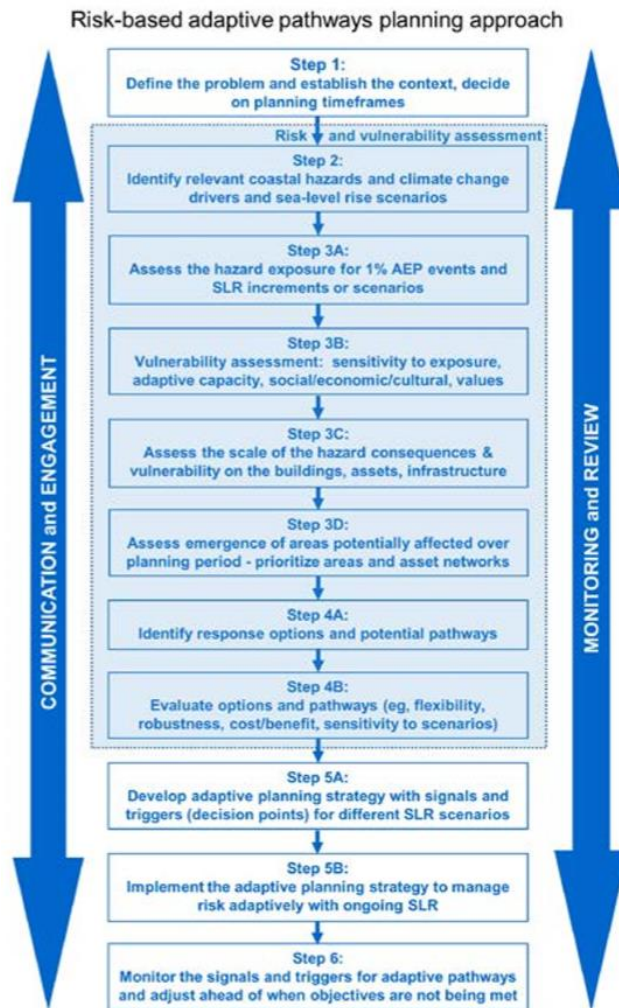 Risk-based adaptive pathways planning approach
Step 1:
Define the problem and establish the context, decide
on planning timeframes
Risk and vulnerability assessment
Step 2:
Identify relevant coastal hazards and climate change
drivers and sea-level rise scenarios
Step 3A:
Assess the hazard exposure for 1% AEP events and
SLR increments or scenarios
Step 3B:
Vulnerability assessment: sensitivity to exposure,
adaptive capacity, social/economic/cultural, values
Step 3C:
Assess the scale of the hazard consequences &
vulnerability on the buildings, assets, infrastructure
Step 3D:
Assess emergence of areas potentially affected over
planning period - prioritize areas and asset networks
Step 4A:
Identify response options and potential pathways
Step 4B:
Evaluate options and pathways (eg, flexibility,
robustness, cost/benefit, sensitivity to scenarios)
Step 5A:
Develop adaptive planning strategy with signals and
triggers (decision points) for different SLR scenarios
Step 5B:
Implement the adaptive planning strategy to manage
risk adaptively with ongoing SLR
Step 6:
Monitor the signals and triggers for adaptive pathways
and adjust ahead of when objectives are not being met
COMMUNICATION and ENGAGEMENT
MONITORING and REVIEW